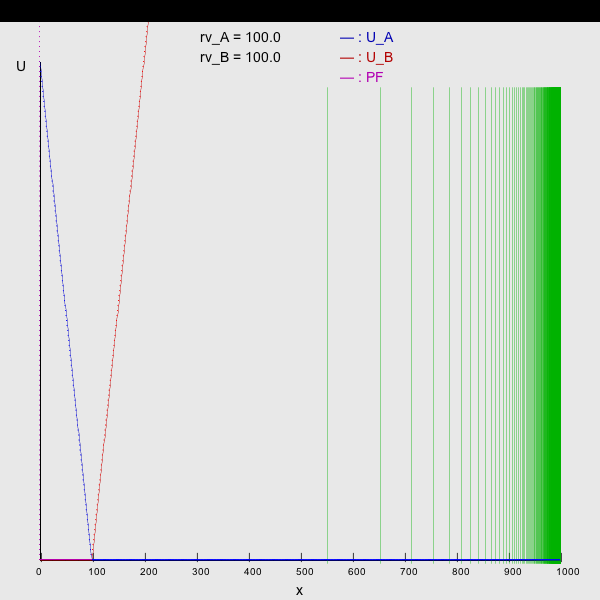 rv_A = 100.0 — : U_A
rv_B = 100.0 — : U_B
— : PF
U
0 100 200 300 400 500 600 700 800 900 1000
x